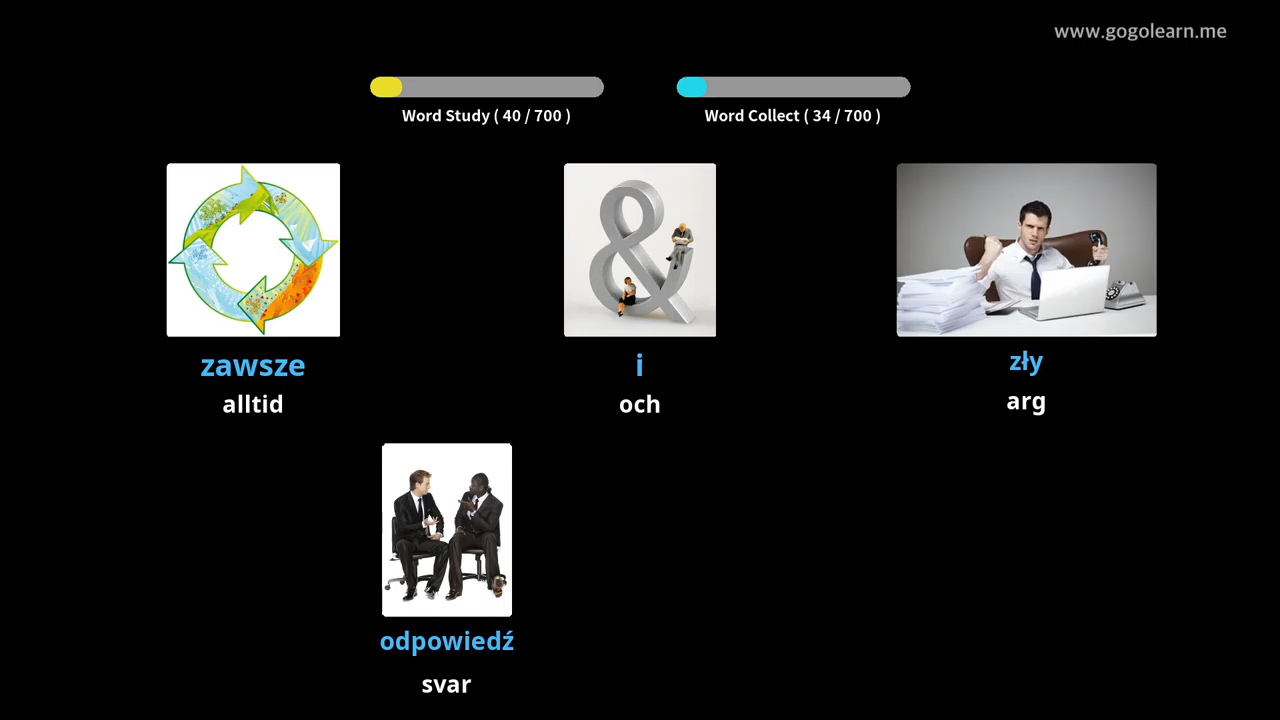 www.gogolearn.me
Word Study ( 40 / 700 )
Word Collect ( 34 / 700 )
&
zawsze
alltid
i
och
zły
arg
odpowiedź
svar